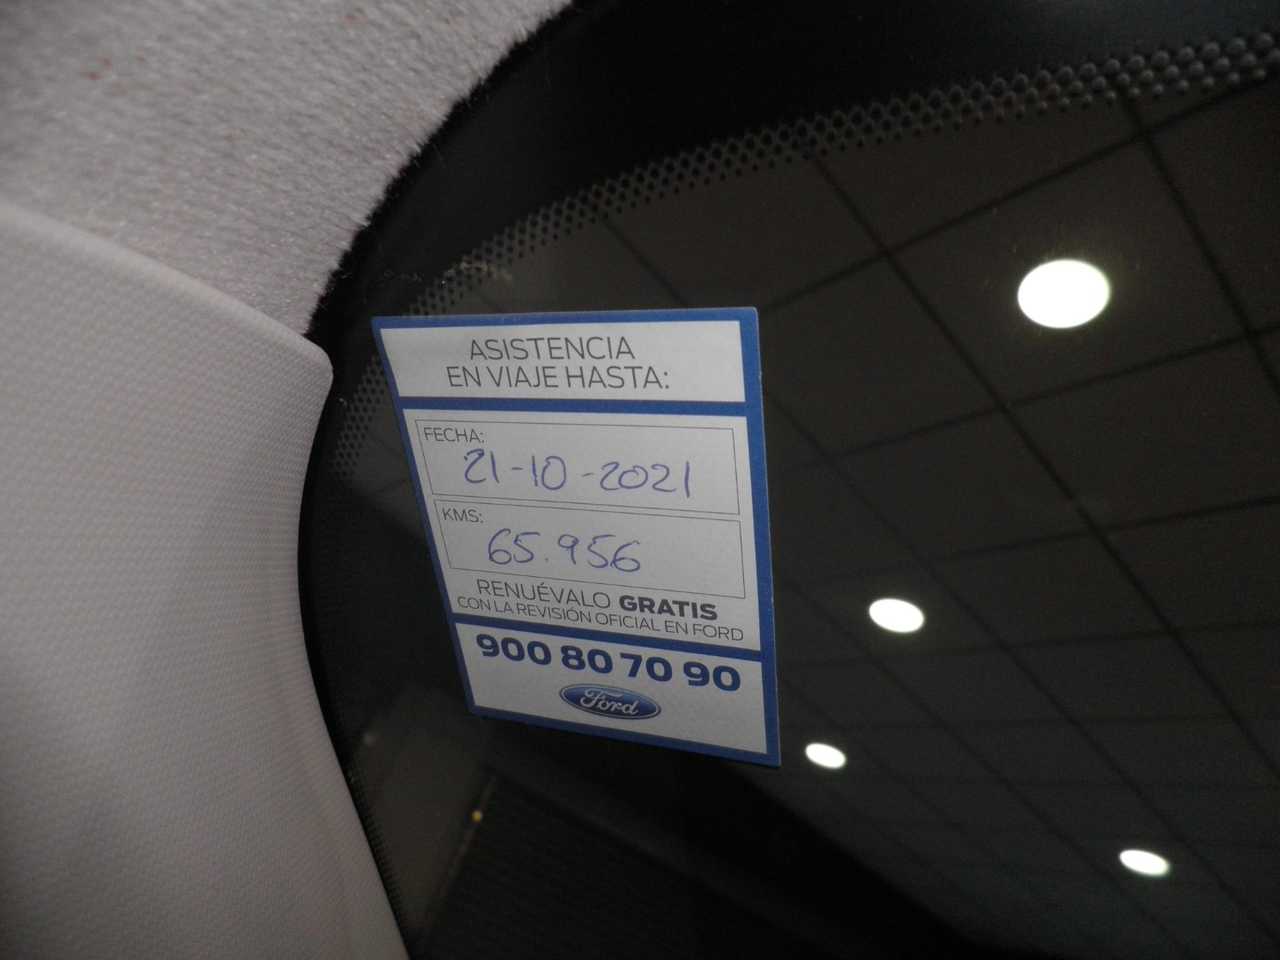 ASISTENCIA
EN VIAJE HASTA:
FECHA:
21-10-2021
KMS:
65.956
RENUÉVALO GRATIS
CON LA REVISIÓN OFICIAL EN FORD
900 80 70 90
Ford